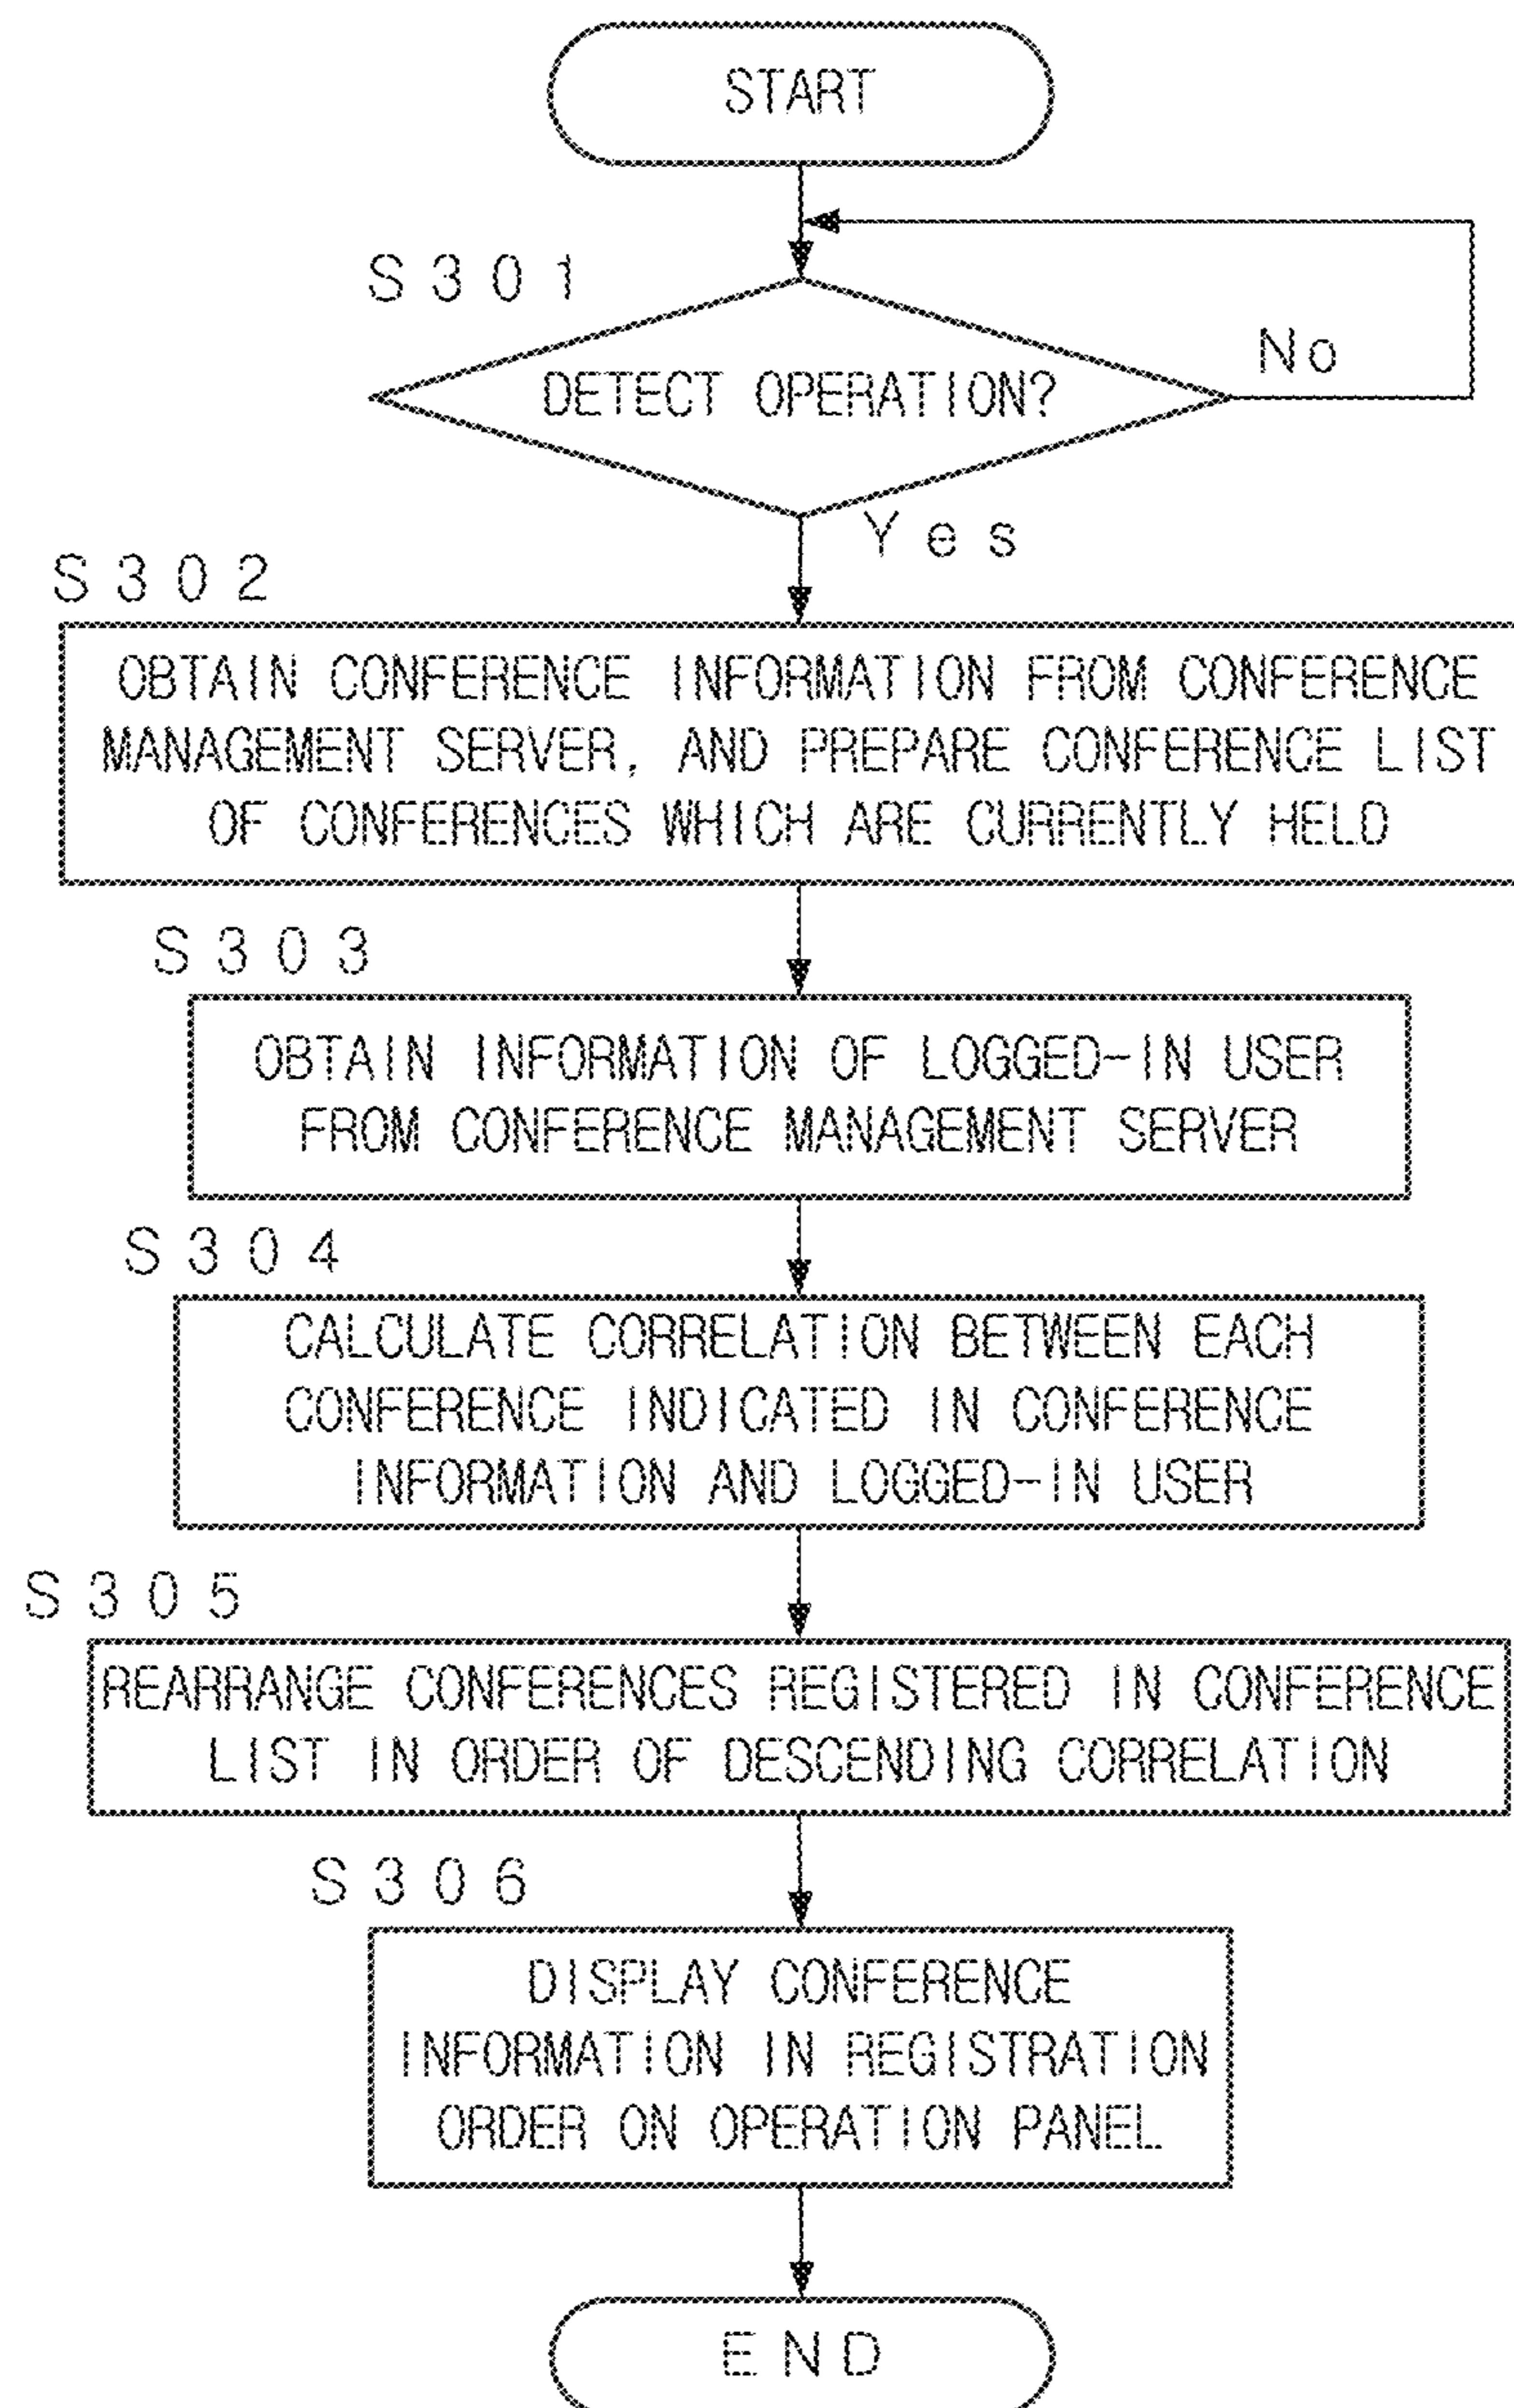 START
S301
DETECT OPERATION?
No
Yes
S302
OBTAIN CONFERENCE INFORMATION FROM CONFERENCE
MANAGEMENT SERVER, AND PREPARE CONFERENCE LIST
OF CONFERENCES WHICH ARE CURRENTLY HELD
S303
OBTAIN INFORMATION OF LOGGED-IN USER
FROM CONFERENCE MANAGEMENT SERVER
S304
CALCULATE CORRELATION BETWEEN EACH
CONFERENCE INDICATED IN CONFERENCE
INFORMATION AND LOGGED-IN USER
S305
REARRANGE CONFERENCES REGISTERED IN CONFERENCE
LIST IN ORDER OF DESCENDING CORRELATION
S306
DISPLAY CONFERENCE
INFORMATION IN REGISTRATION
ORDER ON OPERATION PANEL
END